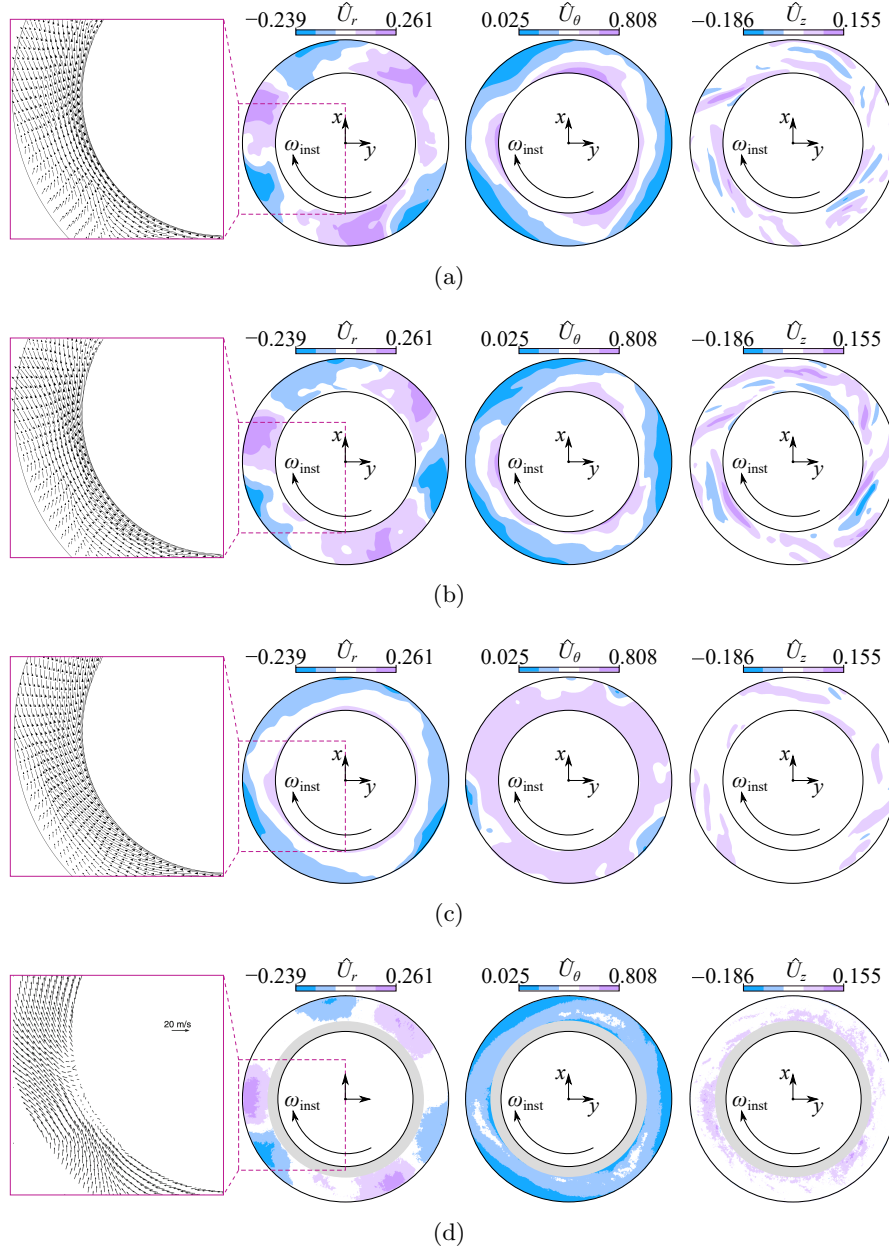 −0.239 Û_r 0.261 0.025 Û_θ 0.808 −0.186 Û_z 0.155
x x x
ω_inst y ω_inst y ω_inst y
(a)
−0.239 Û_r 0.261 0.025 Û_θ 0.808 −0.186 Û_z 0.155
x x x
ω_inst y ω_inst y ω_inst y
(b)
−0.239 Û_r 0.261 0.025 Û_θ 0.808 −0.186 Û_z 0.155
x x x
ω_inst y ω_inst y ω_inst y
(c)
−0.239 Û_r 0.261 0.025 Û_θ 0.808 −0.186 Û_z 0.155
20 m/s
x x
ω_inst ω_inst y ω_inst y
(d)